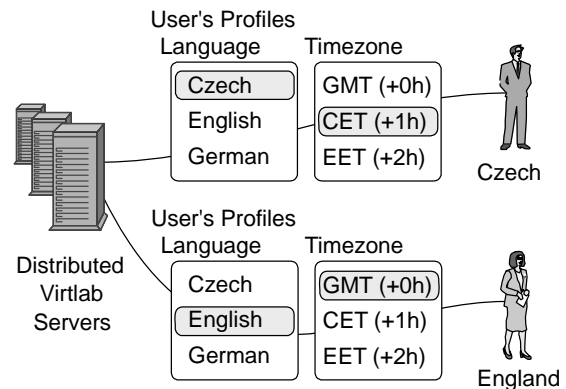 User's Profiles
Language
Timezone
Czech
English
German
GMT (+0h)
CET (+1h)
EET (+2h)
Czech
Distributed
Virtlab
Servers
User's Profiles
Language
Timezone
Czech
English
German
GMT (+0h)
CET (+1h)
EET (+2h)
England